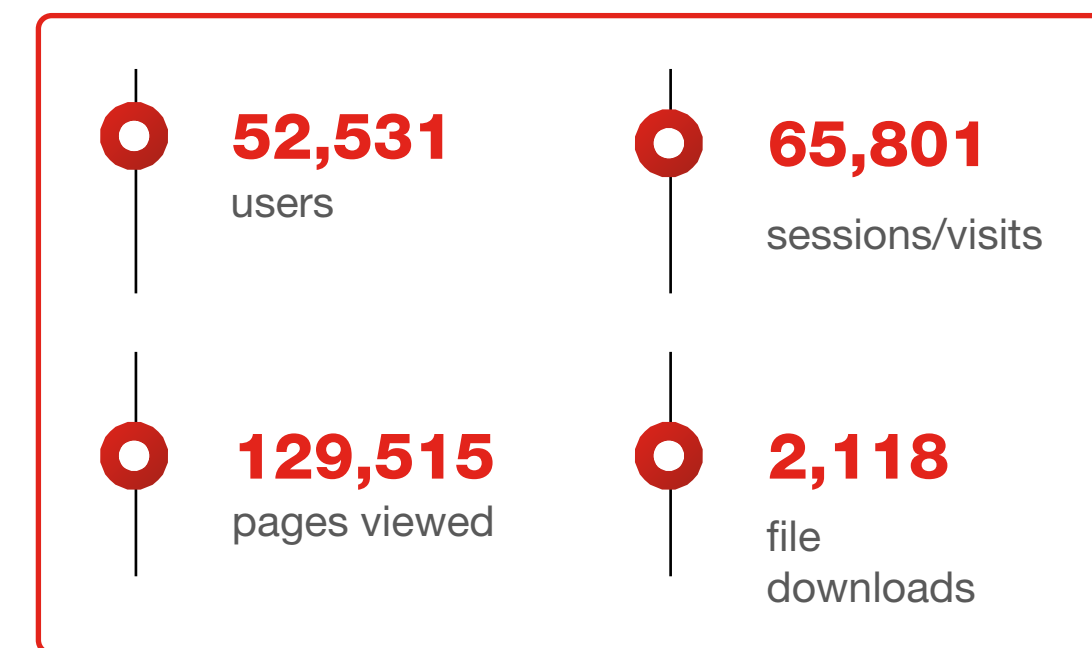 52,531
users
65,801
sessions/visits
129,515
pages viewed
2,118
file
downloads